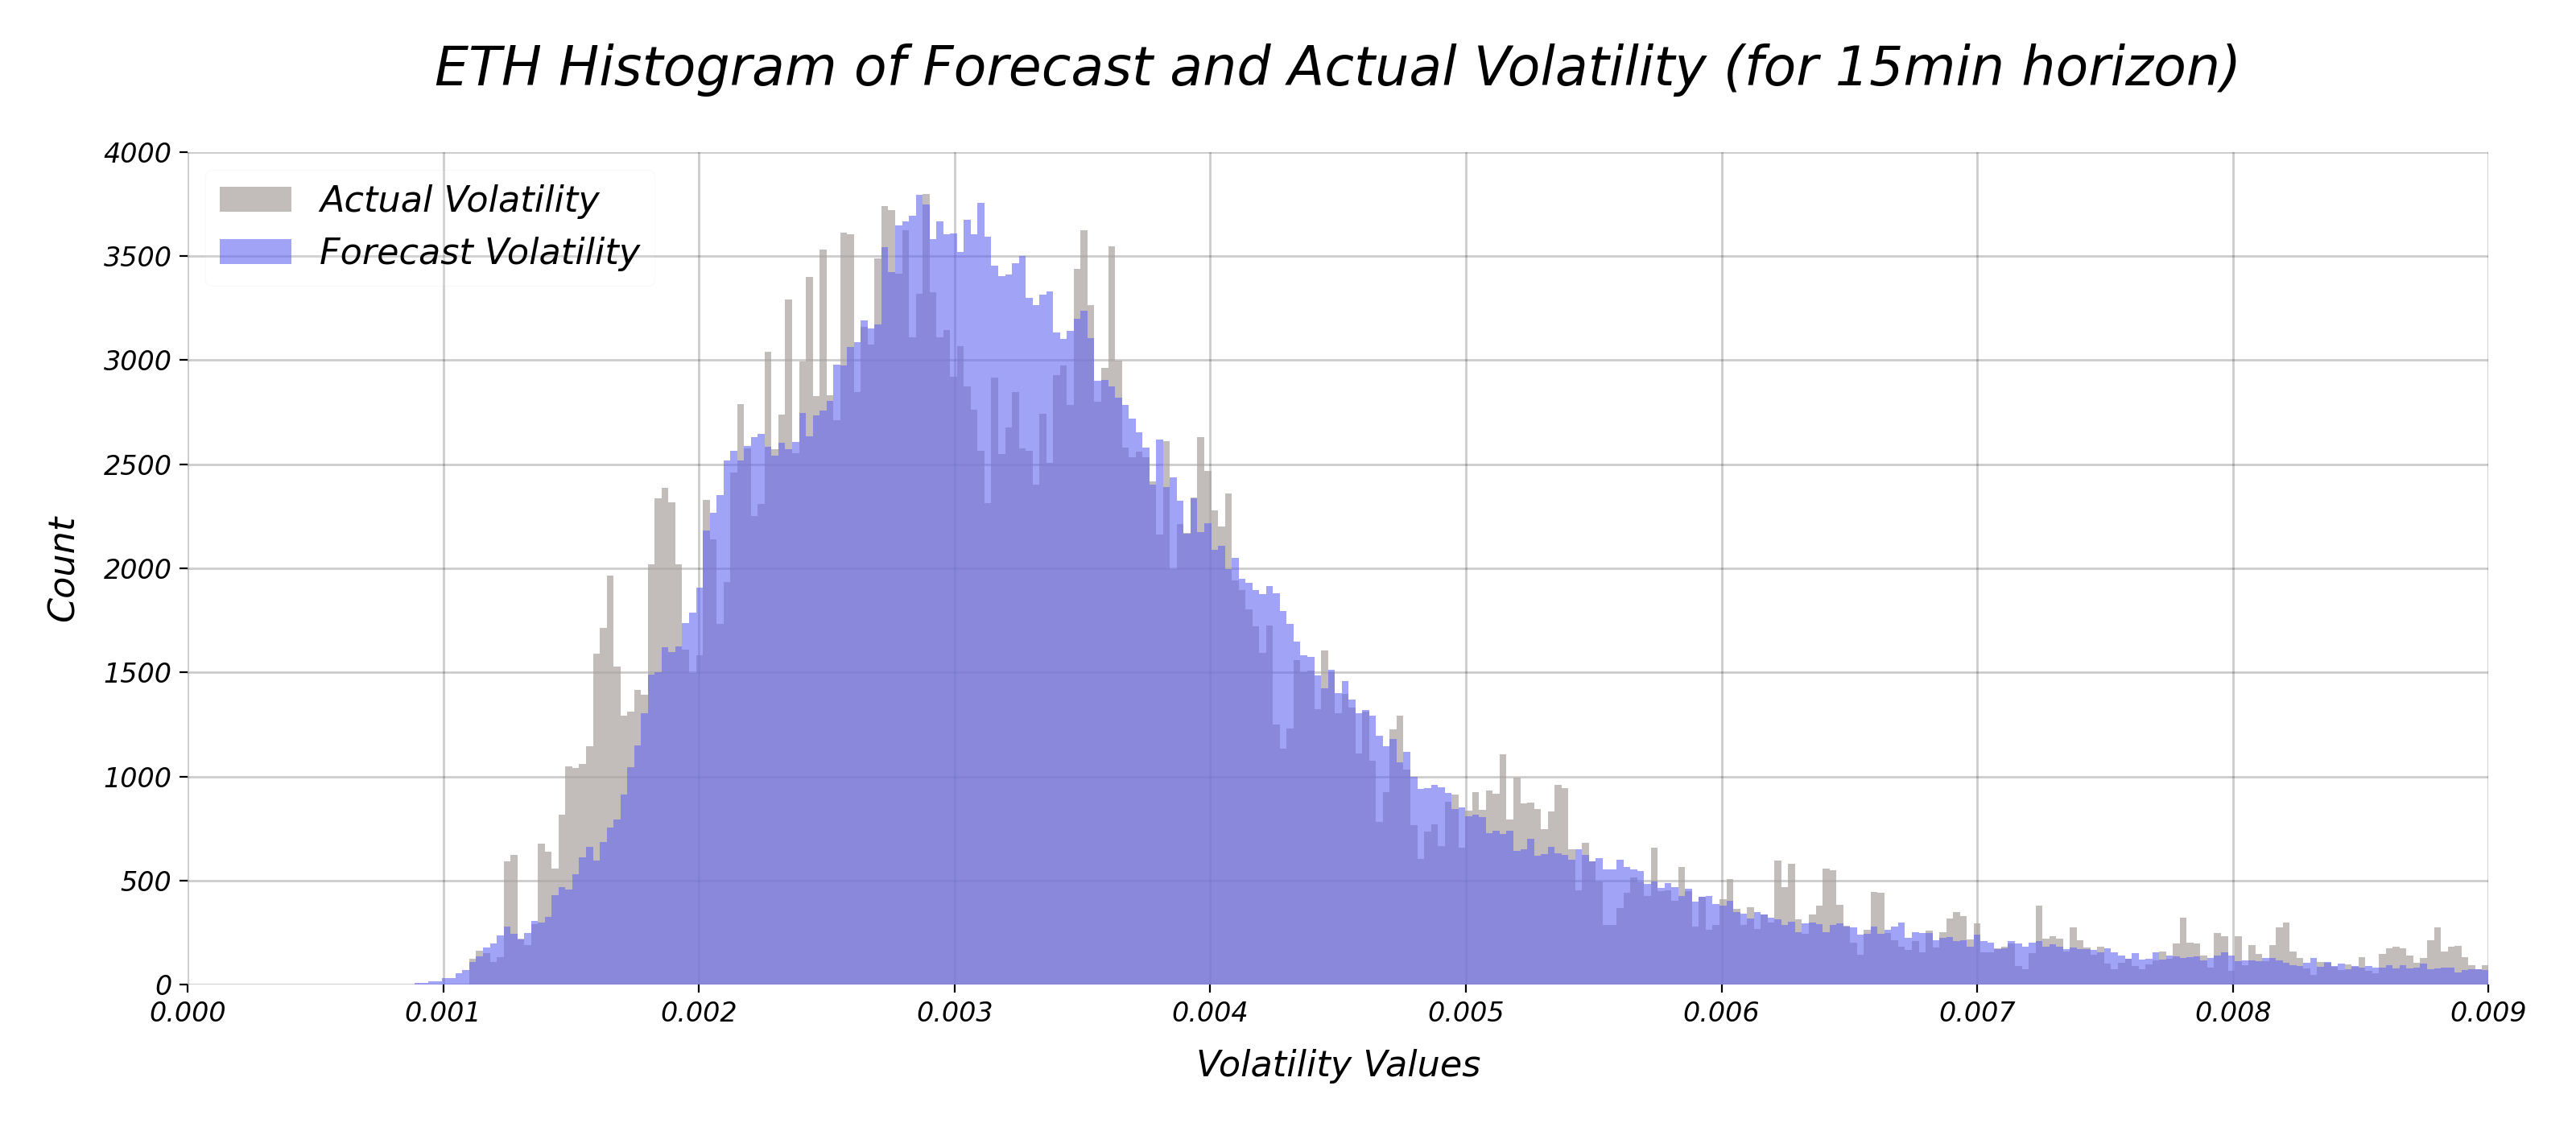 ETH Histogram of Forecast and Actual Volatility (for 15min horizon)
4000
3500
3000
2500
2000
1500
1000
500
0
Count
Actual Volatility
Forecast Volatility
0.000 0.001 0.002 0.003 0.004 0.005 0.006 0.007 0.008 0.009
Volatility Values